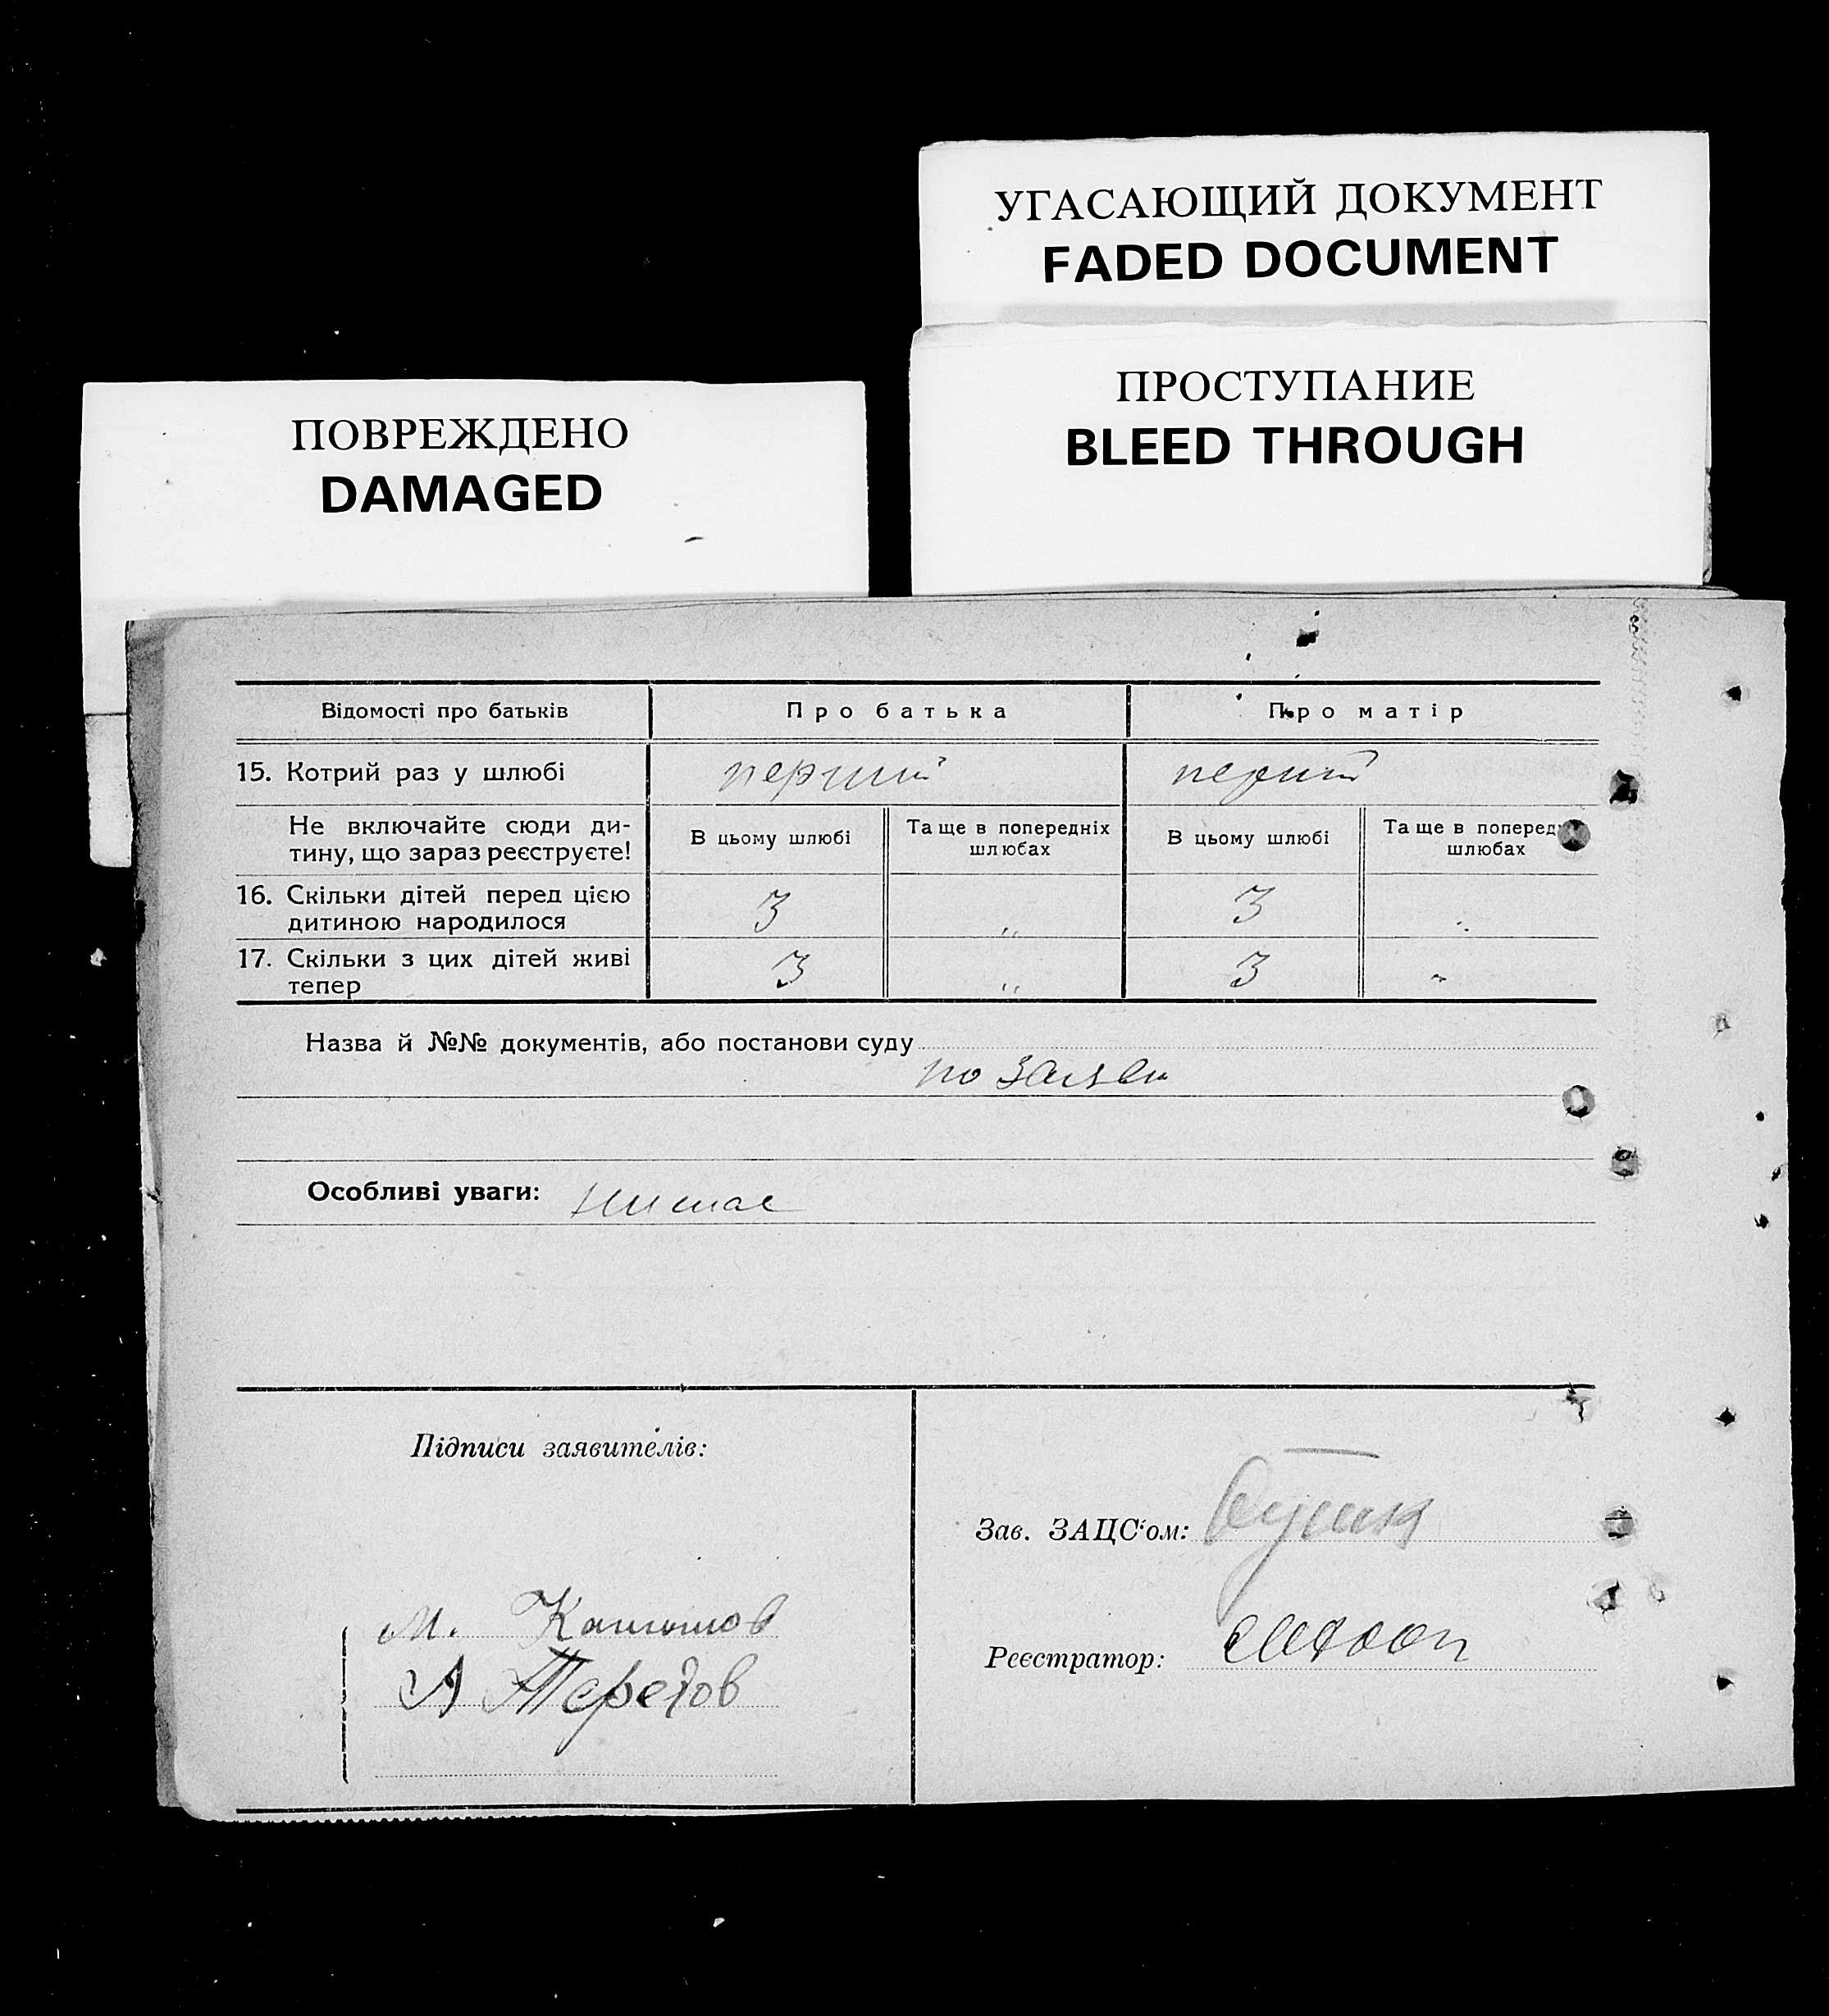 УГАСАЮЩИЙ ДОКУМЕНТ
FADED DOCUMENT
ПРОСТУПАНИЕ
BLEED THROUGH
ПОВРЕЖДЕНО
DAMAGED
Відомості про батьків Про батька Про матір
15. Котрий раз у шлюбі перший перший
Не включайте сюди ди-
тину, що зараз реєструєте!
В цьому шлюбі
Та ще в попередніх
шлюбах
В цьому шлюбі
Та ще в поперед
шлюбах
16. Скільки дітей перед цією
дитиною народилося
3 „ 3 „
17. Скільки з цих дітей живі
тепер
3 „ 3 „
Назва й №№ документів, або постанови суду
по заяві
Особливі уваги: немає
Підписи заявителів:
М.
А
Зав. ЗАЦС‘ом:
Реєстратор: